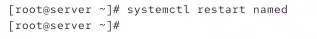 [root@server ~]# systemctl restart named
[root@server ~]#